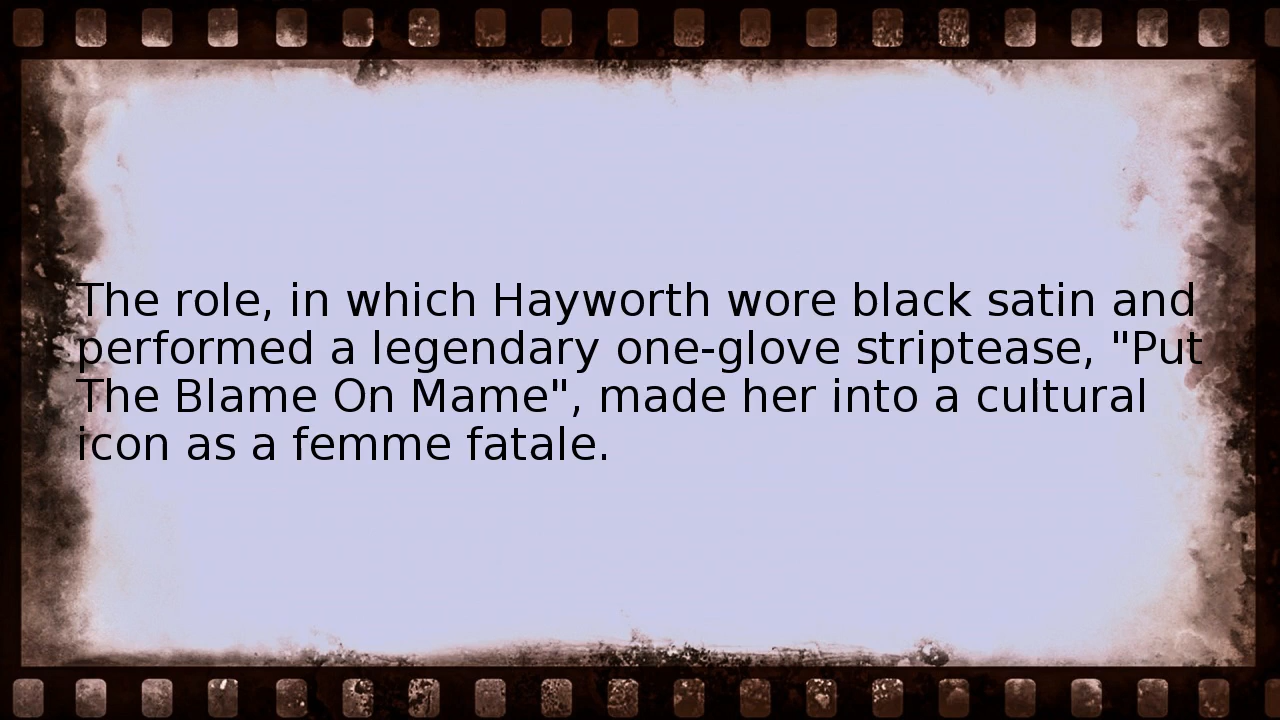 The role, in which Hayworth wore black satin and
performed a legendary one-glove striptease, "Put
The Blame On Mame", made her into a cultural
icon as a femme fatale.